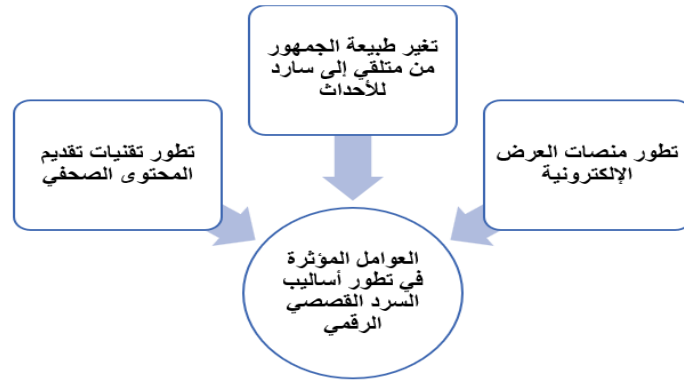 تغير طبيعة الجمهور
من متلقي إلى سارد
للأحداث
تطور منصات العرض
الإلكترونية
تطور تقنيات تقديم
المحتوى الصحفي
العوامل المؤثرة
في تطور أساليب
السرد القصصي
الرقمي